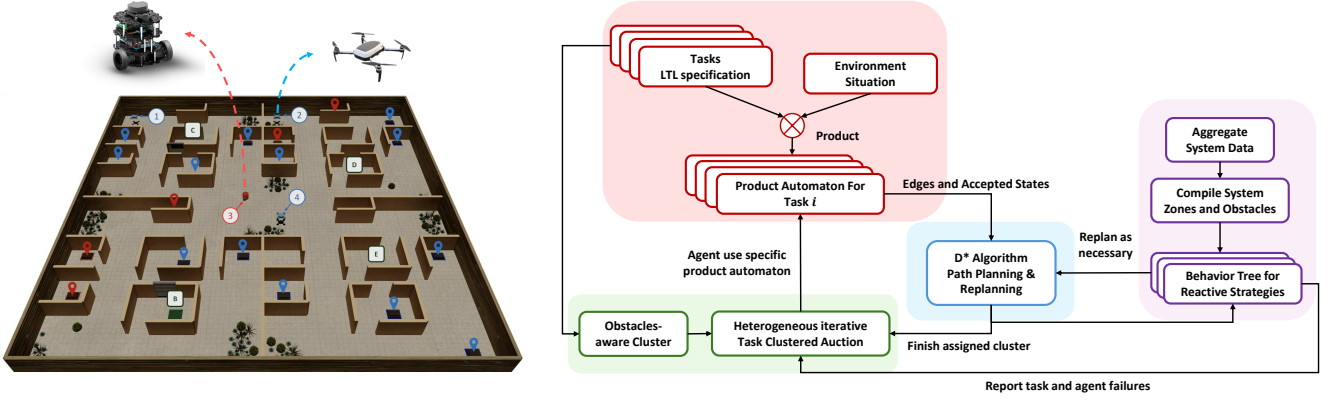 1
2
C
D
3
4
E
B
Tasks
LTL specification
Environment
Situation
Product
Product Automaton For
Task i
Edges and Accepted States
Agent use specific
product automaton
D* Algorithm
Path Planning &
Replanning
Replan as
necessary
Aggregate
System Data
Compile System
Zones and Obstacles
Behavior Tree for
Reactive Strategies
Obstacles-
aware Cluster
Heterogeneous iterative
Task Clustered Auction
Finish assigned cluster
Report task and agent failures